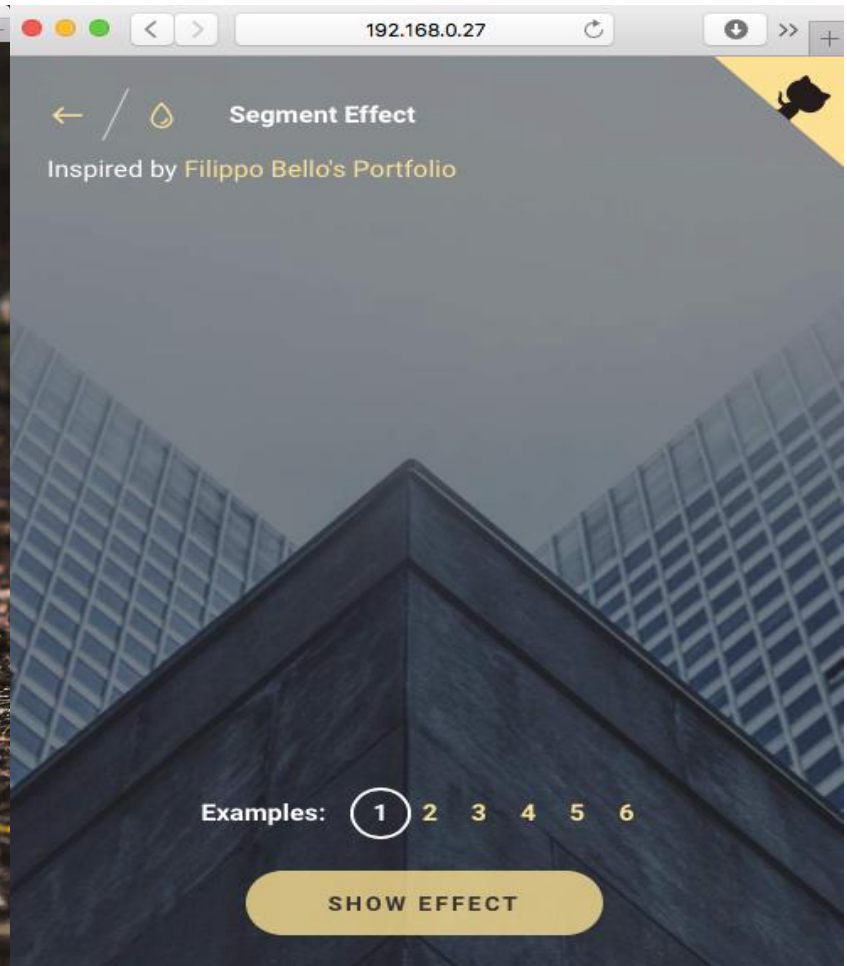 192.168.0.27
Segment Effect
Inspired by Filippo Bello's Portfolio
Examples: 1 2 3 4 5 6
SHOW EFFECT